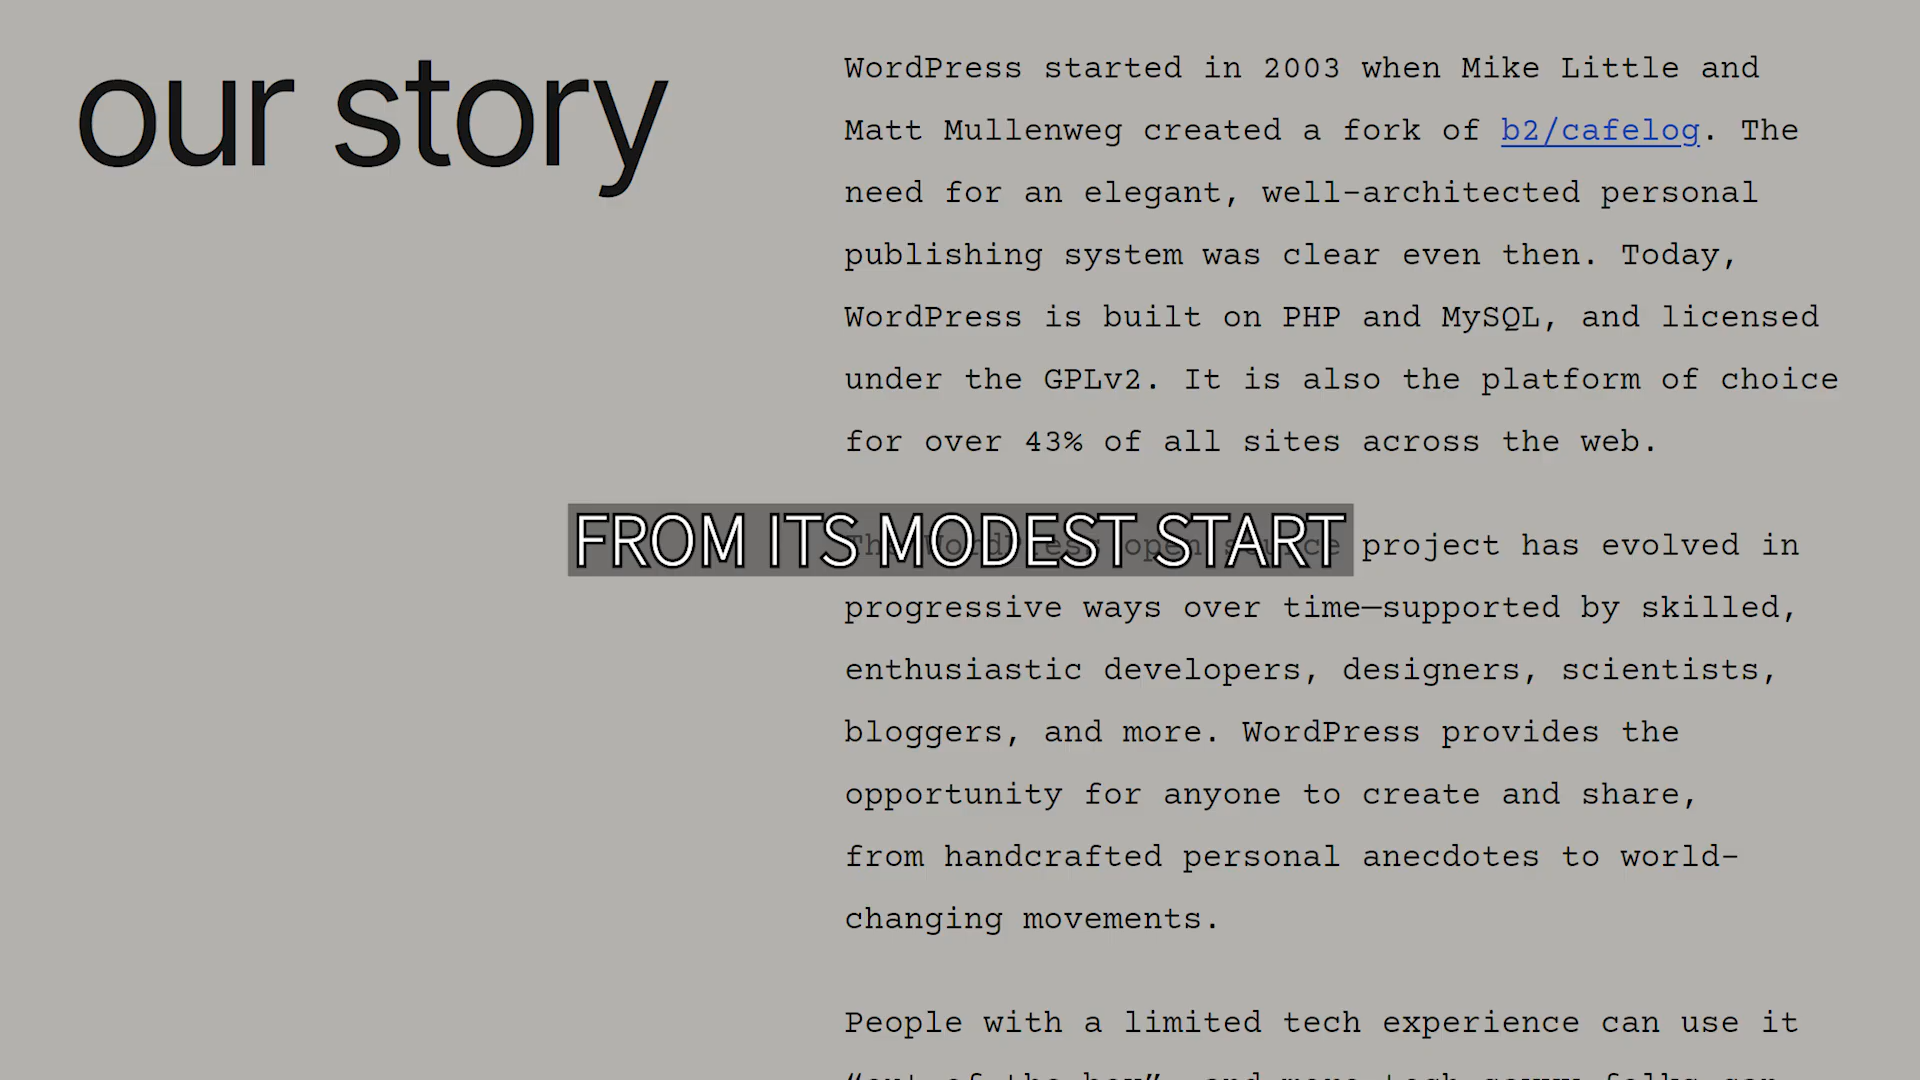 our story
WordPress started in 2003 when Mike Little and
Matt Mullenweg created a fork of b2/cafelog. The
need for an elegant, well-architected personal
publishing system was clear even then. Today,
WordPress is built on PHP and MySQL, and licensed
under the GPLv2. It is also the platform of choice
for over 43% of all sites across the web.
FROM ITS MODEST START
The WordPress open source project has evolved in
progressive ways over time—supported by skilled,
enthusiastic developers, designers, scientists,
bloggers, and more. WordPress provides the
opportunity for anyone to create and share,
from handcrafted personal anecdotes to world-
changing movements.
People with a limited tech experience can use it